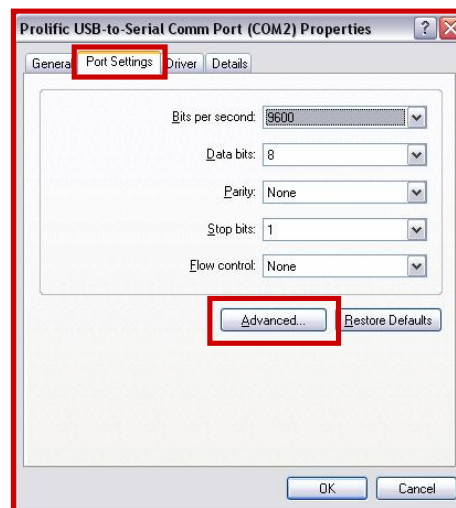 Prolific USB-to-Serial Comm Port (COM2) Properties
General Port Settings Driver Details
Bits per second: 9600
Data bits: 8
Parity: None
Stop bits: 1
Flow control: None
Advanced... Restore Defaults
OK Cancel